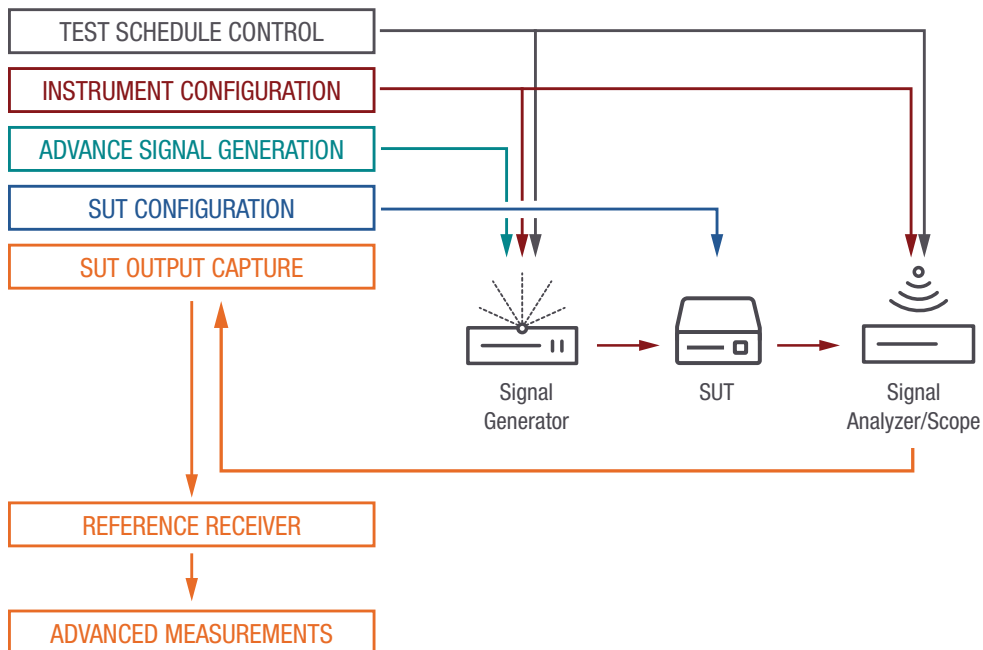 TEST SCHEDULE CONTROL
INSTRUMENT CONFIGURATION
ADVANCE SIGNAL GENERATION
SUT CONFIGURATION
SUT OUTPUT CAPTURE
Signal
Generator
SUT
Signal
Analyzer/Scope
REFERENCE RECEIVER
ADVANCED MEASUREMENTS